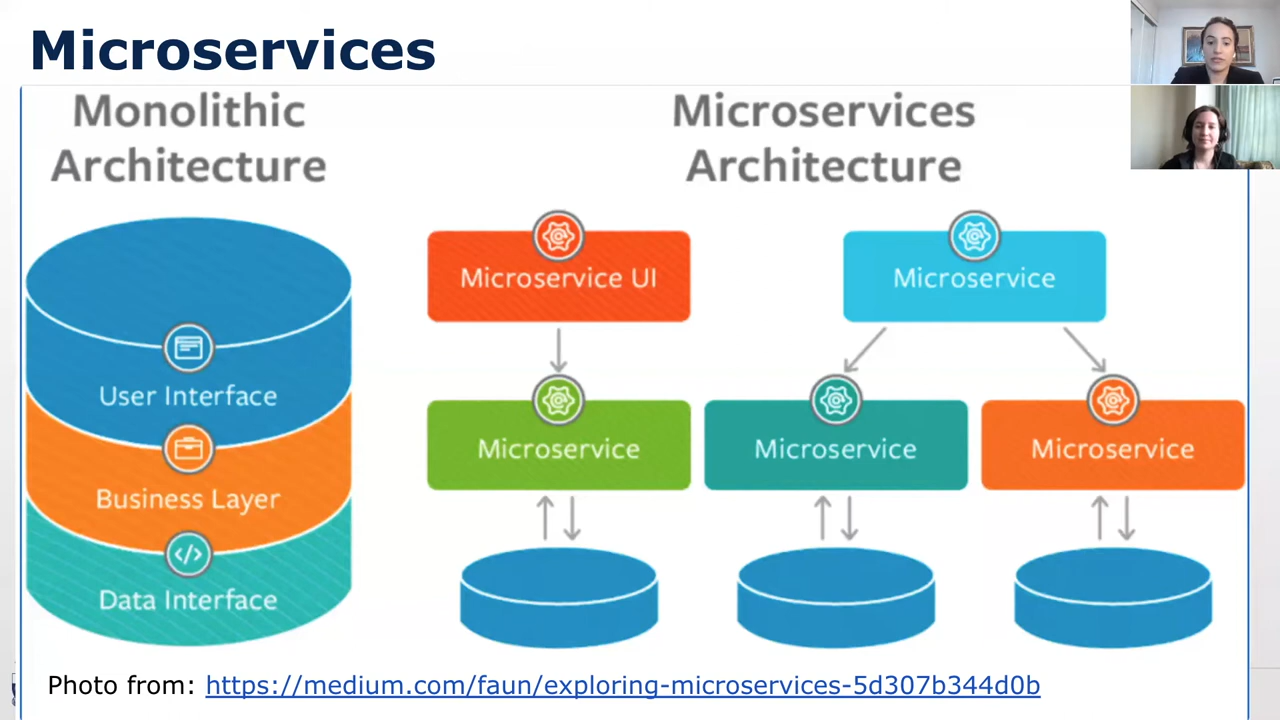 Microservices
Monolithic
Architecture
Microservices
Architecture
User Interface
Business Layer
Data Interface
Microservice UI
Microservice
Microservice
Microservice
Microservice
Photo from: https://medium.com/faun/exploring-microservices-5d307b344d0b